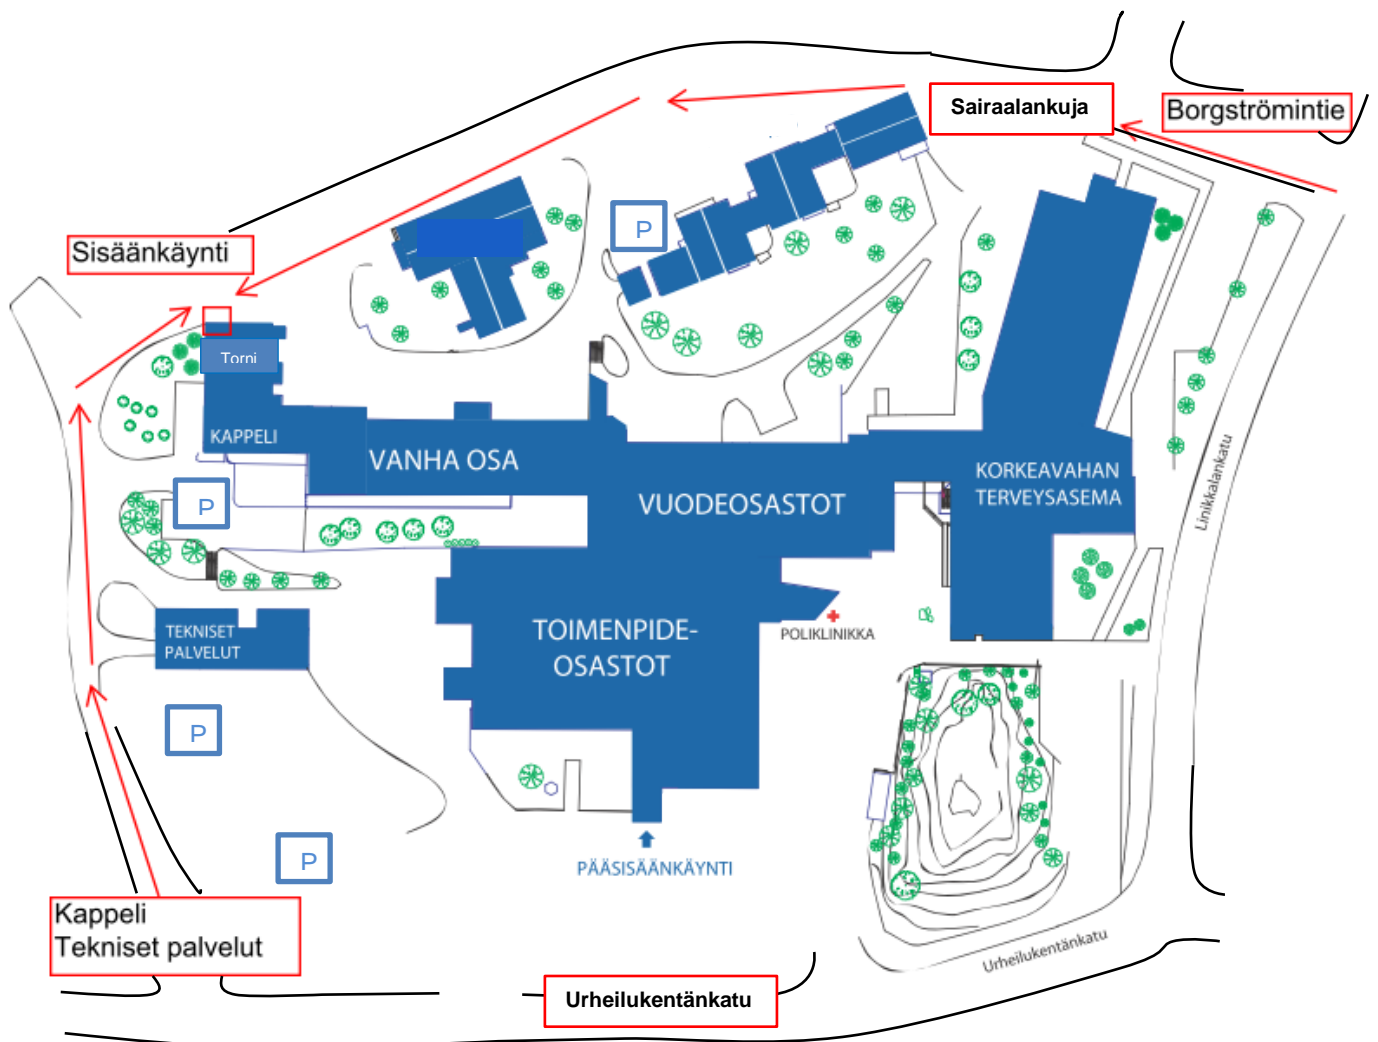 Sairaalankuja
Borgströmintie
P
Sisäänkäynti
Torni
KAPPELI
VANHA OSA
P
VUODEOSASTOT
KORKEAVAHAN
TERVEYSASEMA
Linikkalankatu
TEKNISET
PALVELUT
TOIMENPIDE-
OSASTOT
POLIKLINIKKA
P
P
PÄÄSISÄÄNKÄYNTI
Kappeli
Tekniset palvelut
Urheilukentänkatu
Urheilukentänkatu